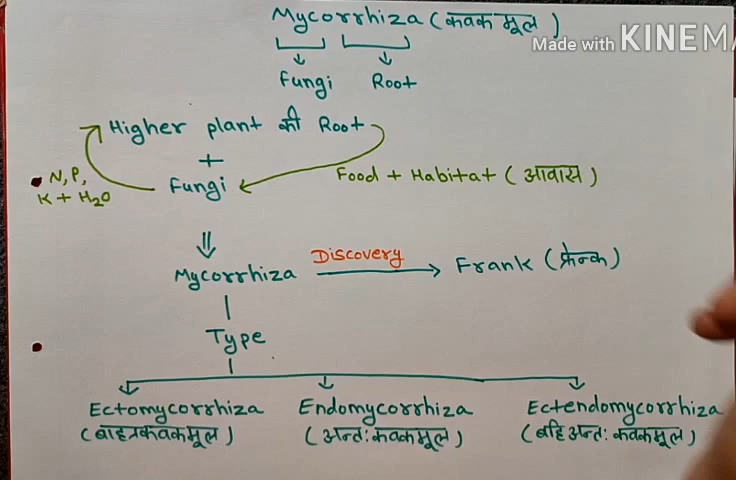 Mycorrhiza (कवक मूल)
Made with KINEMA
Fungi Root
Higher plant की Root
+
N, P,
K + H2O
Fungi
Food + Habitat (आवास)
Mycorrhiza
Discovery
Frank (फ्रेन्क)
Type
Ectomycorrhiza Endomycorrhiza Ectendomycorrhiza
(बाह्यकवकमूल) (अन्त: कवकमूल) (बहिअन्त: कवकमूल)